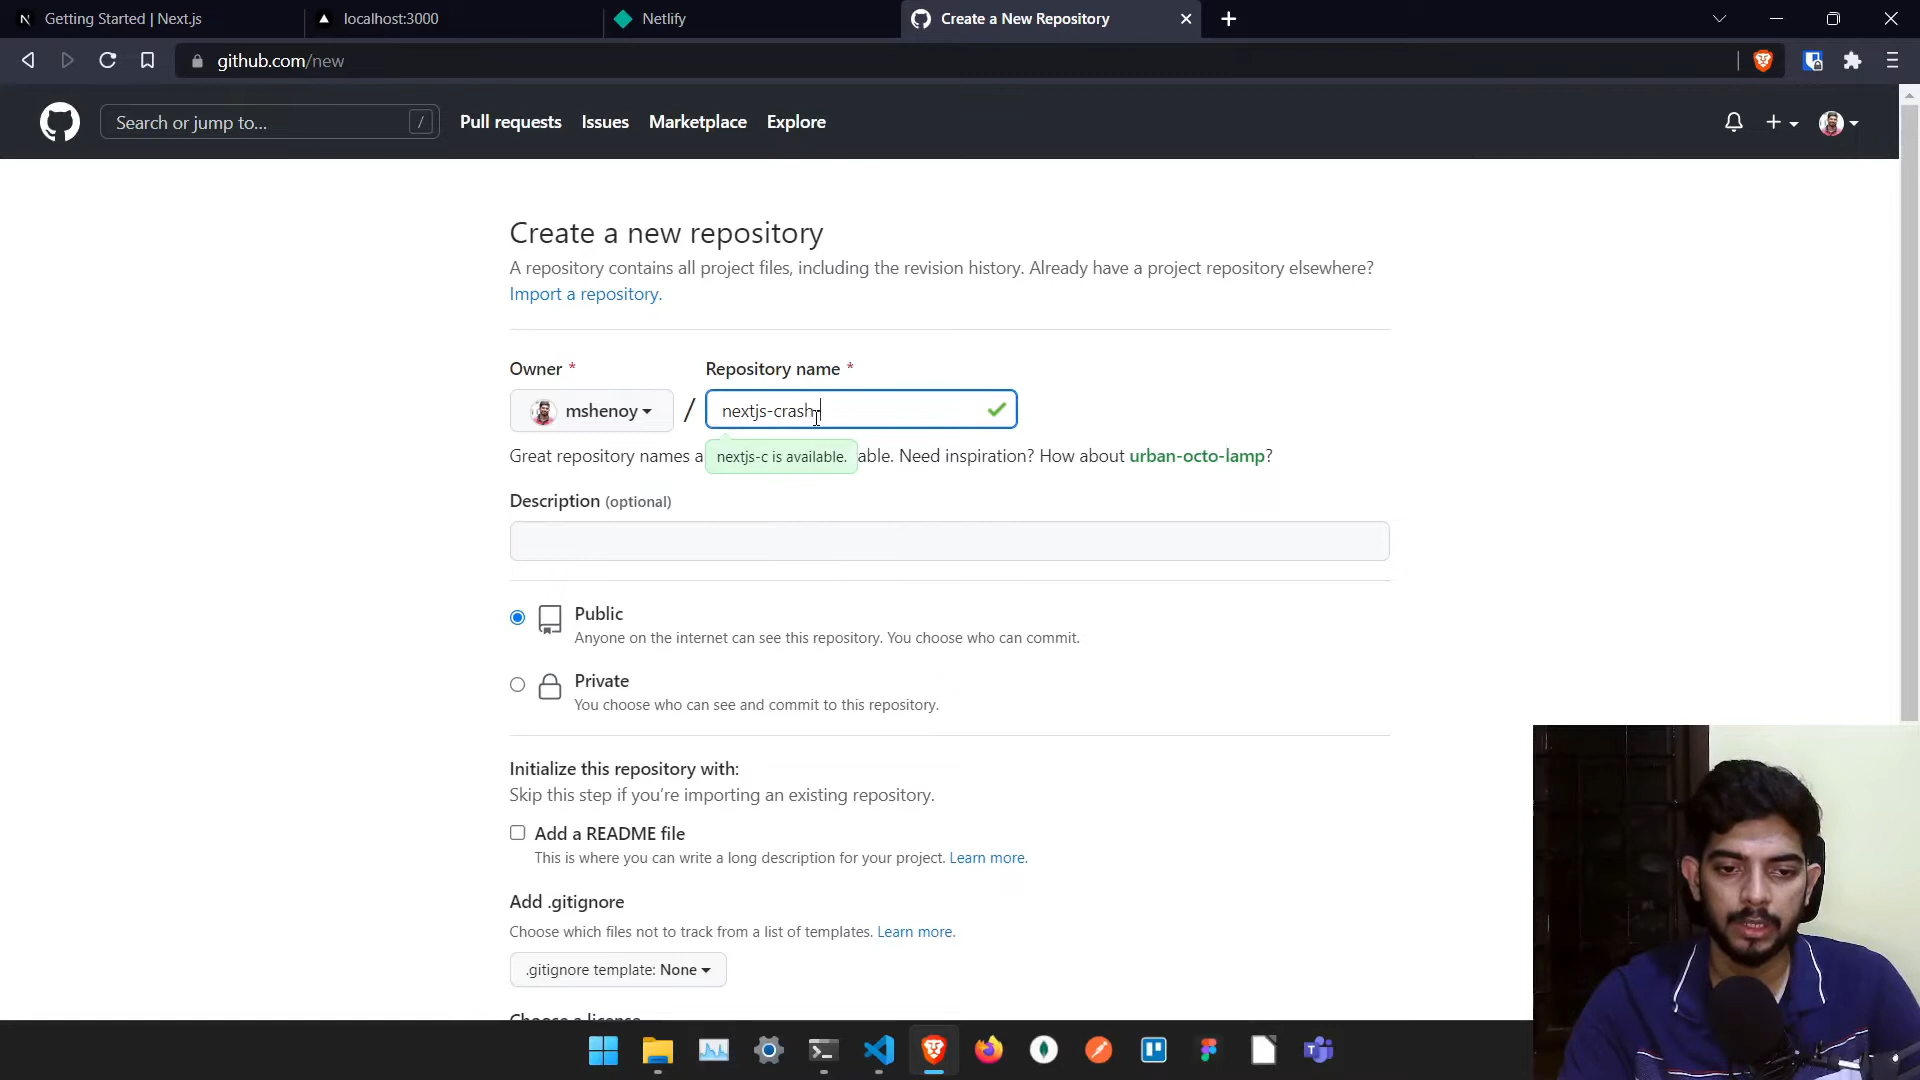 Getting Started | Next.js
localhost:3000
Netlify
Create a New Repository
github.com/new
Search or jump to...
/
Pull requests
Issues
Marketplace
Explore
Create a new repository
A repository contains all project files, including the revision history. Already have a project repository elsewhere?
Import a repository.
Owner *
Repository name *
mshenoy
/
nextjs-crash-
Great repository names a
nextjs-c is available.
able. Need inspiration? How about urban-octo-lamp?
Description (optional)
Public
Anyone on the internet can see this repository. You choose who can commit.
Private
You choose who can see and commit to this repository.
Initialize this repository with:
Skip this step if you're importing an existing repository.
Add a README file
This is where you can write a long description for your project. Learn more.
Add .gitignore
Choose which files not to track from a list of templates. Learn more.
.gitignore template: None
Choose a license